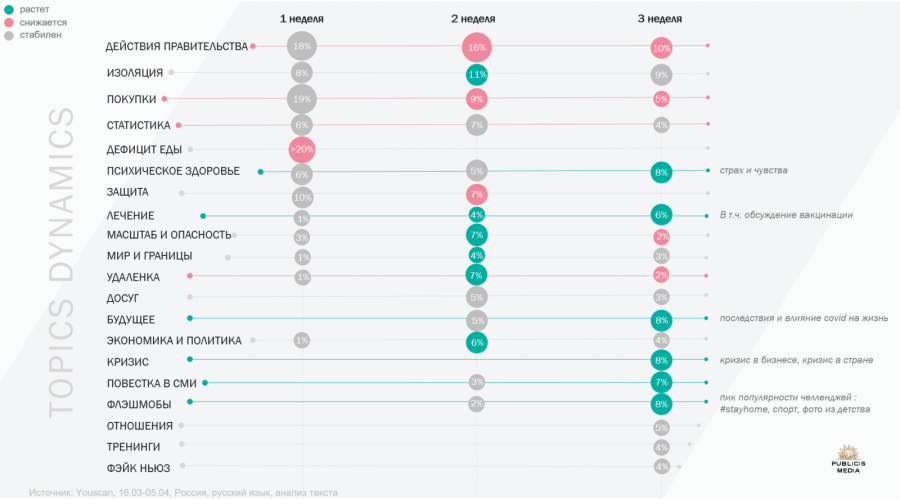 растет
снижается
стабилен
1 неделя 2 неделя 3 неделя
TOPICS DYNAMICS
ДЕЙСТВИЯ ПРАВИТЕЛЬСТВА 18% 16% 10%
ИЗОЛЯЦИЯ 8% 11% 9%
ПОКУПКИ 19% 9% 5%
СТАТИСТИКА 6% 7% 4%
ДЕФИЦИТ ЕДЫ >20%
ПСИХИЧЕСКОЕ ЗДОРОВЬЕ 6% 5% 8% страх и чувства
ЗАЩИТА 10% 7%
ЛЕЧЕНИЕ 1% 4% 6% В т.ч. обсуждение вакцинации
МАСШТАБ И ОПАСНОСТЬ 3% 7% 2%
МИР И ГРАНИЦЫ 1% 4% 3%
УДАЛЕНКА 1% 7% 2%
ДОСУГ 5% 3%
БУДУЩЕЕ 5% 8% последствия и влияние covid на жизнь
ЭКОНОМИКА И ПОЛИТИКА 1% 6% 4%
КРИЗИС 8% кризис в бизнесе, кризис в стране
ПОВЕСТКА В СМИ 3% 7%
ФЛЭШМОБЫ 2% 8% пик популярности челленджей :
#stayhome, спорт, фото из детства
ОТНОШЕНИЯ 5%
ТРЕНИНГИ 4%
ФЭЙК НЬЮЗ 4%
PUBLICIS
MEDIA
Источник: Youscan, 16.03-05.04, Россия, русский язык, анализ текста